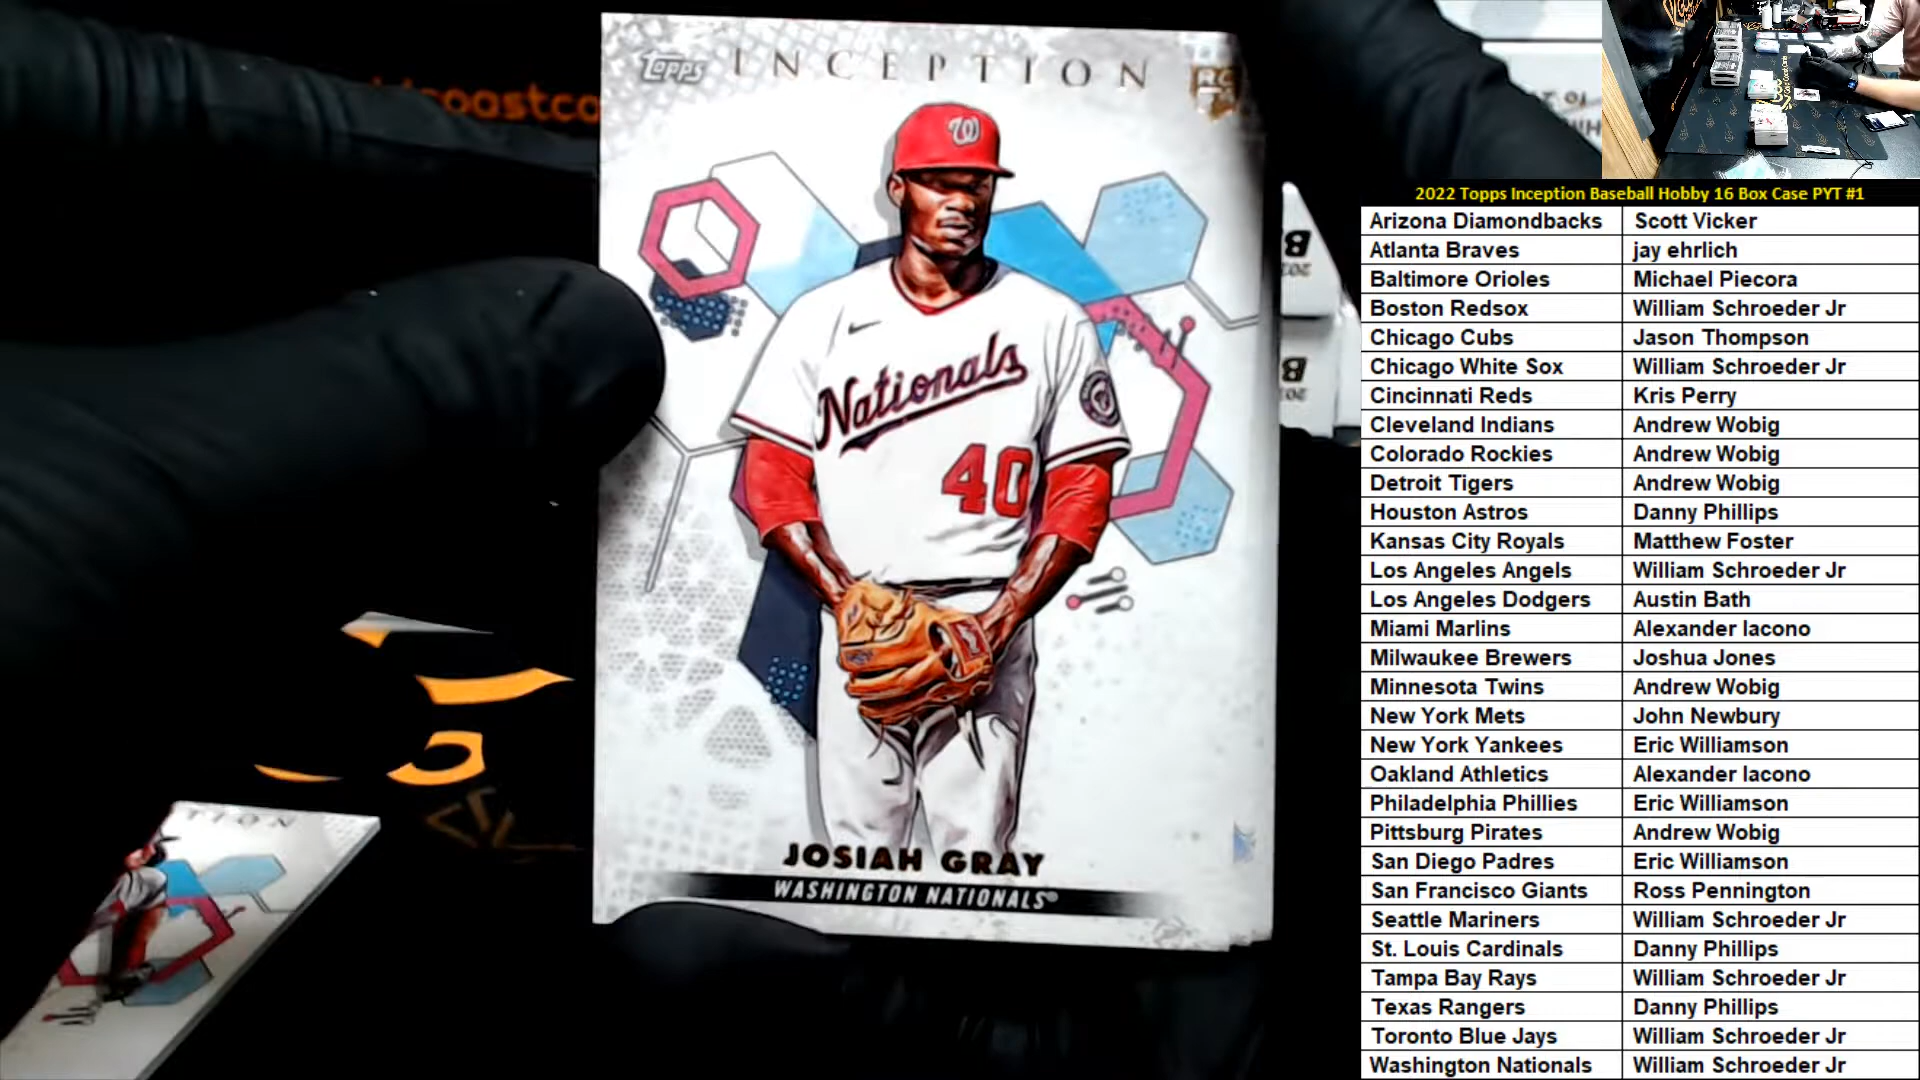 coastco
TOPPS INCEPTION RC
W
Nationals
40
JOSIAH GRAY
WASHINGTON NATIONALS®
TION
B
B
2022 Topps Inception Baseball Hobby 16 Box Case PYT #1
Arizona Diamondbacks Scott Vicker
Atlanta Braves jay ehrlich
Baltimore Orioles Michael Piecora
Boston Redsox William Schroeder Jr
Chicago Cubs Jason Thompson
Chicago White Sox William Schroeder Jr
Cincinnati Reds Kris Perry
Cleveland Indians Andrew Wobig
Colorado Rockies Andrew Wobig
Detroit Tigers Andrew Wobig
Houston Astros Danny Phillips
Kansas City Royals Matthew Foster
Los Angeles Angels William Schroeder Jr
Los Angeles Dodgers Austin Bath
Miami Marlins Alexander Iacono
Milwaukee Brewers Joshua Jones
Minnesota Twins Andrew Wobig
New York Mets John Newbury
New York Yankees Eric Williamson
Oakland Athletics Alexander Iacono
Philadelphia Phillies Eric Williamson
Pittsburg Pirates Andrew Wobig
San Diego Padres Eric Williamson
San Francisco Giants Ross Pennington
Seattle Mariners William Schroeder Jr
St. Louis Cardinals Danny Phillips
Tampa Bay Rays William Schroeder Jr
Texas Rangers Danny Phillips
Toronto Blue Jays William Schroeder Jr
Washington Nationals William Schroeder Jr